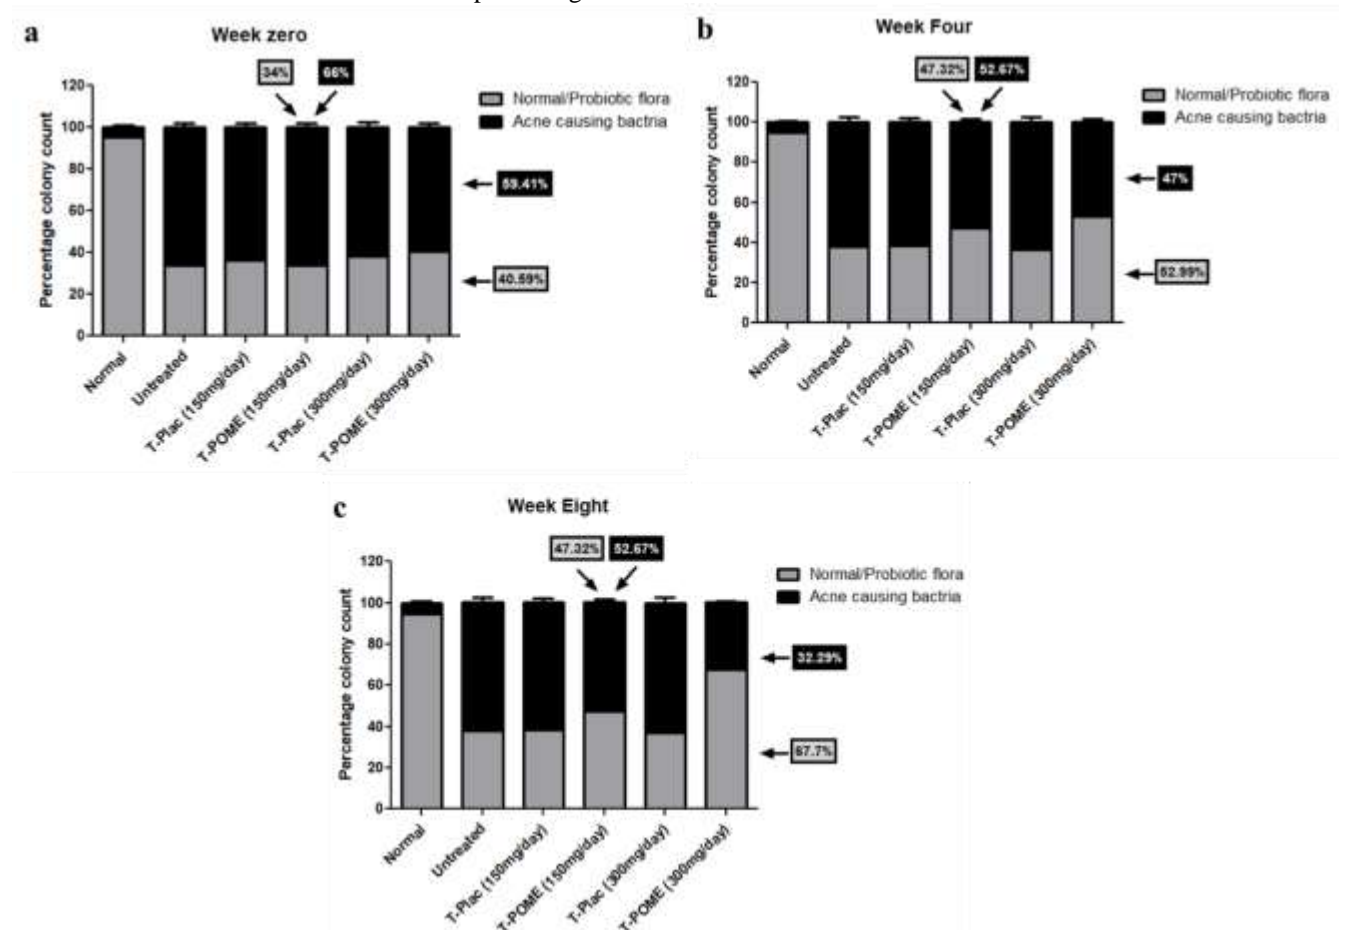 a
Week zero
34%
66%
120
100
80
60
40
20
0
Percentage colony count
Normal/Probiotic flora
Acne causing bactria
59.41%
40.59%
Normal
Untreated
T-Plac (150mg/day)
T-POME (150mg/day)
T-Plac (300mg/day)
T-POME (300mg/day)
b
Week Four
47.32%
52.67%
120
100
80
60
40
20
0
Percentage colony count
Normal/Probiotic flora
Acne causing bactria
47%
52.99%
Normal
Untreated
T-Plac (150mg/day)
T-POME (150mg/day)
T-Plac (300mg/day)
T-POME (300mg/day)
c
Week Eight
47.32%
52.67%
120
100
80
60
40
20
0
Percentage colony count
Normal/Probiotic flora
Acne causing bactria
32.29%
67.7%
Normal
Untreated
T-Plac (150mg/day)
T-POME (150mg/day)
T-Plac (300mg/day)
T-POME (300mg/day)